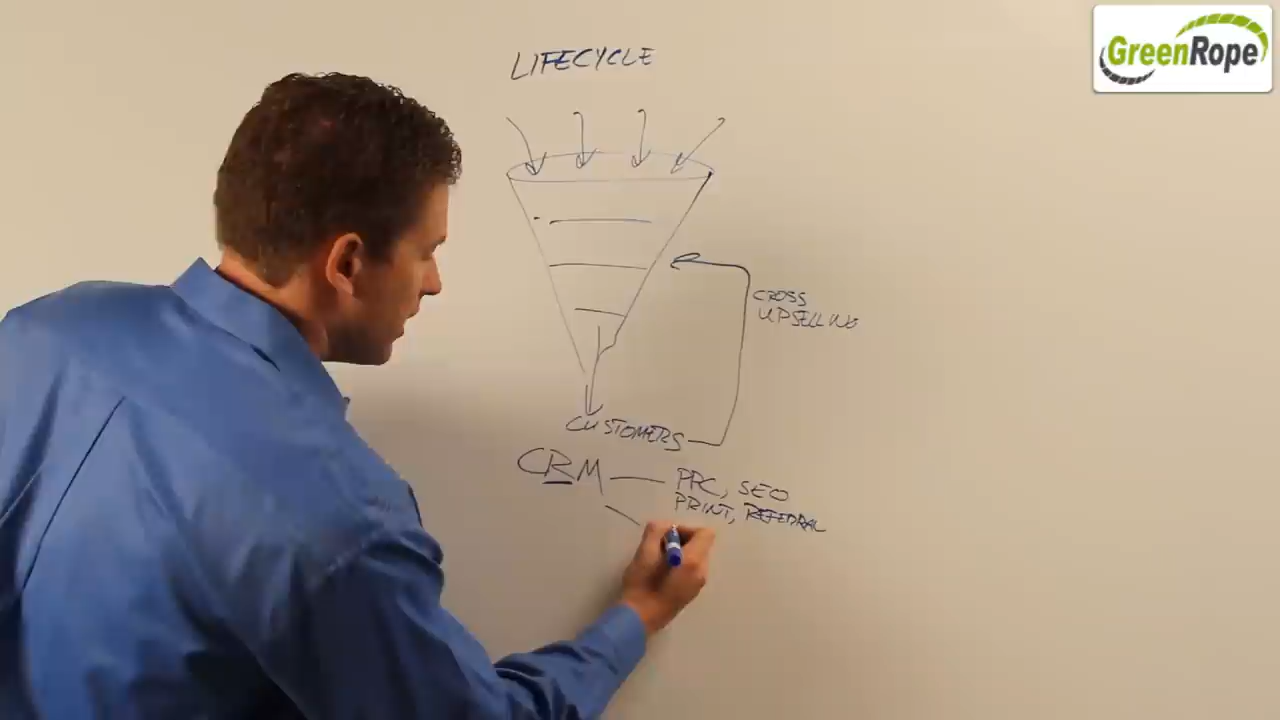 GreenRope
LIFECYCLE
CROSS
UPSELLING
CUSTOMERS
CRM
PPC, SEO
PRINT, REFERRAL